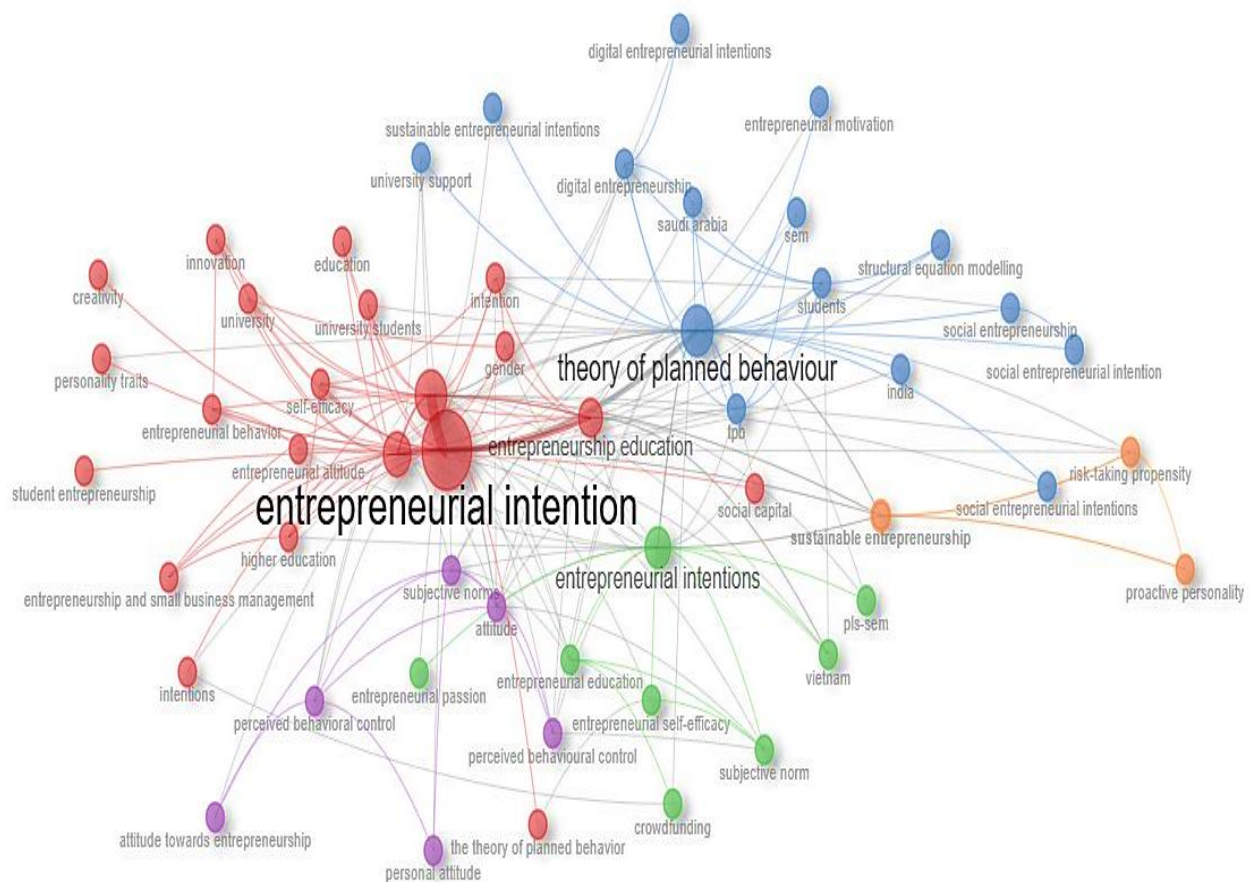 digital entrepreneurial intentions
sustainable entrepreneurial intentions
entrepreneurial motivation
university support
digital entrepreneurship
saudi arabia
sem
innovation
education
structural equation modelling
creativity
intention
students
university
university students
social entrepreneurship
personality traits
gender
theory of planned behaviour
social entrepreneurial intention
self-efficacy
india
entrepreneurial behavior
tpb
entrepreneurship education
entrepreneurial attitude
risk-taking propensity
student entrepreneurship
social capital
entrepreneurial intention
social entrepreneurial intentions
sustainable entrepreneurship
higher education
entrepreneurial intentions
subjective norms
proactive personality
entrepreneurship and small business management
pls-sem
attitude
vietnam
entrepreneurial education
intentions
entrepreneurial passion
perceived behavioral control
entrepreneurial self-efficacy
perceived behavioural control
subjective norm
crowdfunding
attitude towards entrepreneurship
the theory of planned behavior
personal attitude